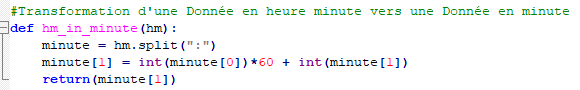 #Transformation d'une Donnée en heure minute vers une Donnée en minute
def hm_in_minute(hm):
    minute = hm.split(":")
    minute[1] = int(minute[0])*60 + int(minute[1])
    return(minute[1])